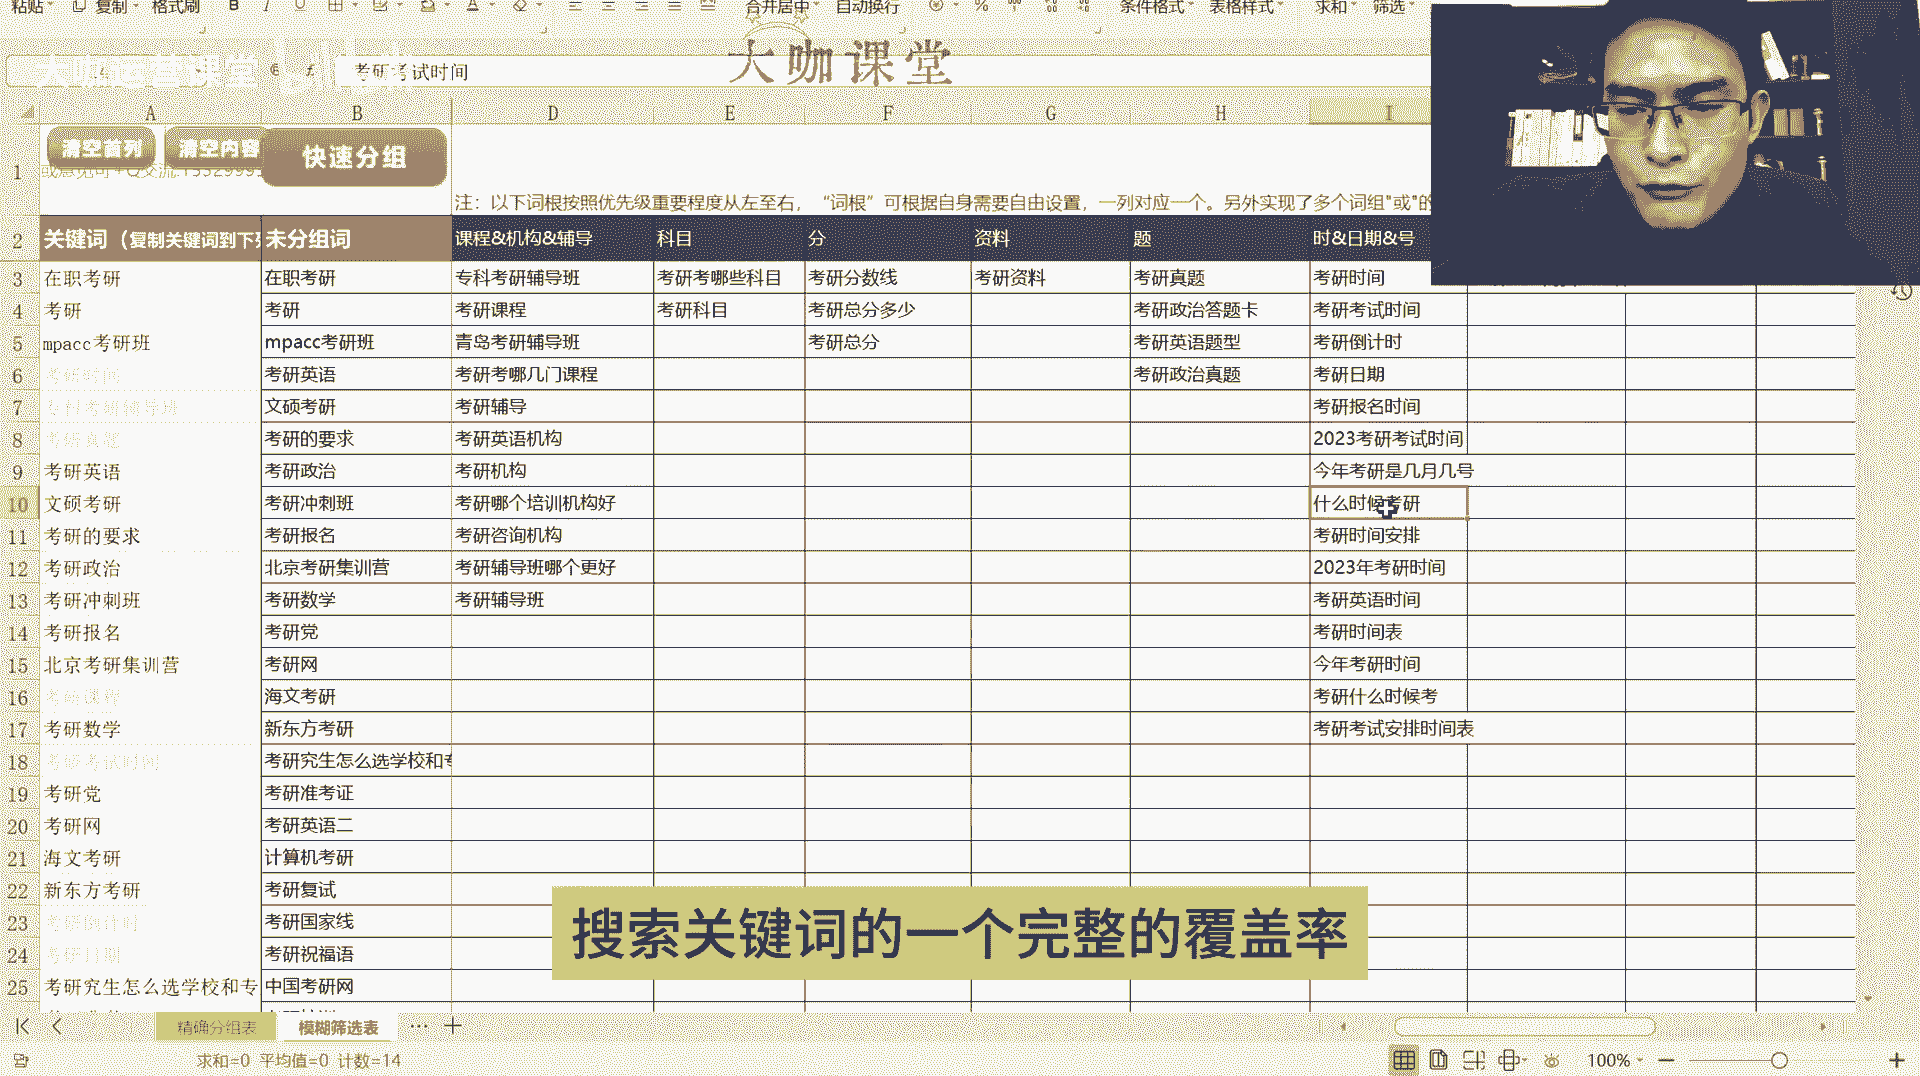 粘贴 复制 格式刷 B I U 合并居中 自动换行 % 条件格式 表格样式 求和 筛选
大咖运营课堂
大咖课堂
考研考试时间
A B D E F G H I
清空首列 清空内容 快速分组
1
注：以下词根按照优先级重要程度从左至右，“词根”可根据自身需要自由设置，一列对应一个。另外实现了多个词组"或"的
2 关键词（复制关键词到下 未分组词 课程&机构&辅导 科目 分 资料 题 时&日期&号
3 在职考研 在职考研 专科考研辅导班 考研考哪些科目 考研分数线 考研资料 考研真题 考研时间
4 考研 考研 考研课程 考研科目 考研总分多少 考研政治答题卡 考研考试时间
5 mpacc考研班 mpacc考研班 青岛考研辅导班 考研总分 考研英语题型 考研倒计时
6 考研时间 考研英语 考研考哪几门课程 考研政治真题 考研日期
7 专科考研辅导班 文硕考研 考研辅导 考研报名时间
8 考研真题 考研的要求 考研英语机构 2023考研考试时间
9 考研英语 考研政治 考研机构 今年考研是几月几号
10 文硕考研 考研冲刺班 考研哪个培训机构好 什么时候考研
11 考研的要求 考研报名 考研咨询机构 考研时间安排
12 考研政治 北京考研集训营 考研辅导班哪个更好 2023年考研时间
13 考研冲刺班 考研数学 考研辅导班 考研英语时间
14 考研报名 考研党 考研时间表
15 北京考研集训营 考研网 今年考研时间
16 考研课程 海文考研 考研什么时候考
17 考研数学 新东方考研 考研考试安排时间表
18 考研考试时间 考研究生怎么选学校和专
19 考研党 考研准考证
20 考研网 考研英语二
21 海文考研 计算机考研
22 新东方考研 考研复试
23 考研倒计时 考研国家线
24 考研日期 考研祝福语
25 考研究生怎么选学校和专 中国考研网
搜索关键词的一个完整的覆盖率
精确分组表 模糊筛选表 ··· +
求和=0 平均值=0 计数=14 100%